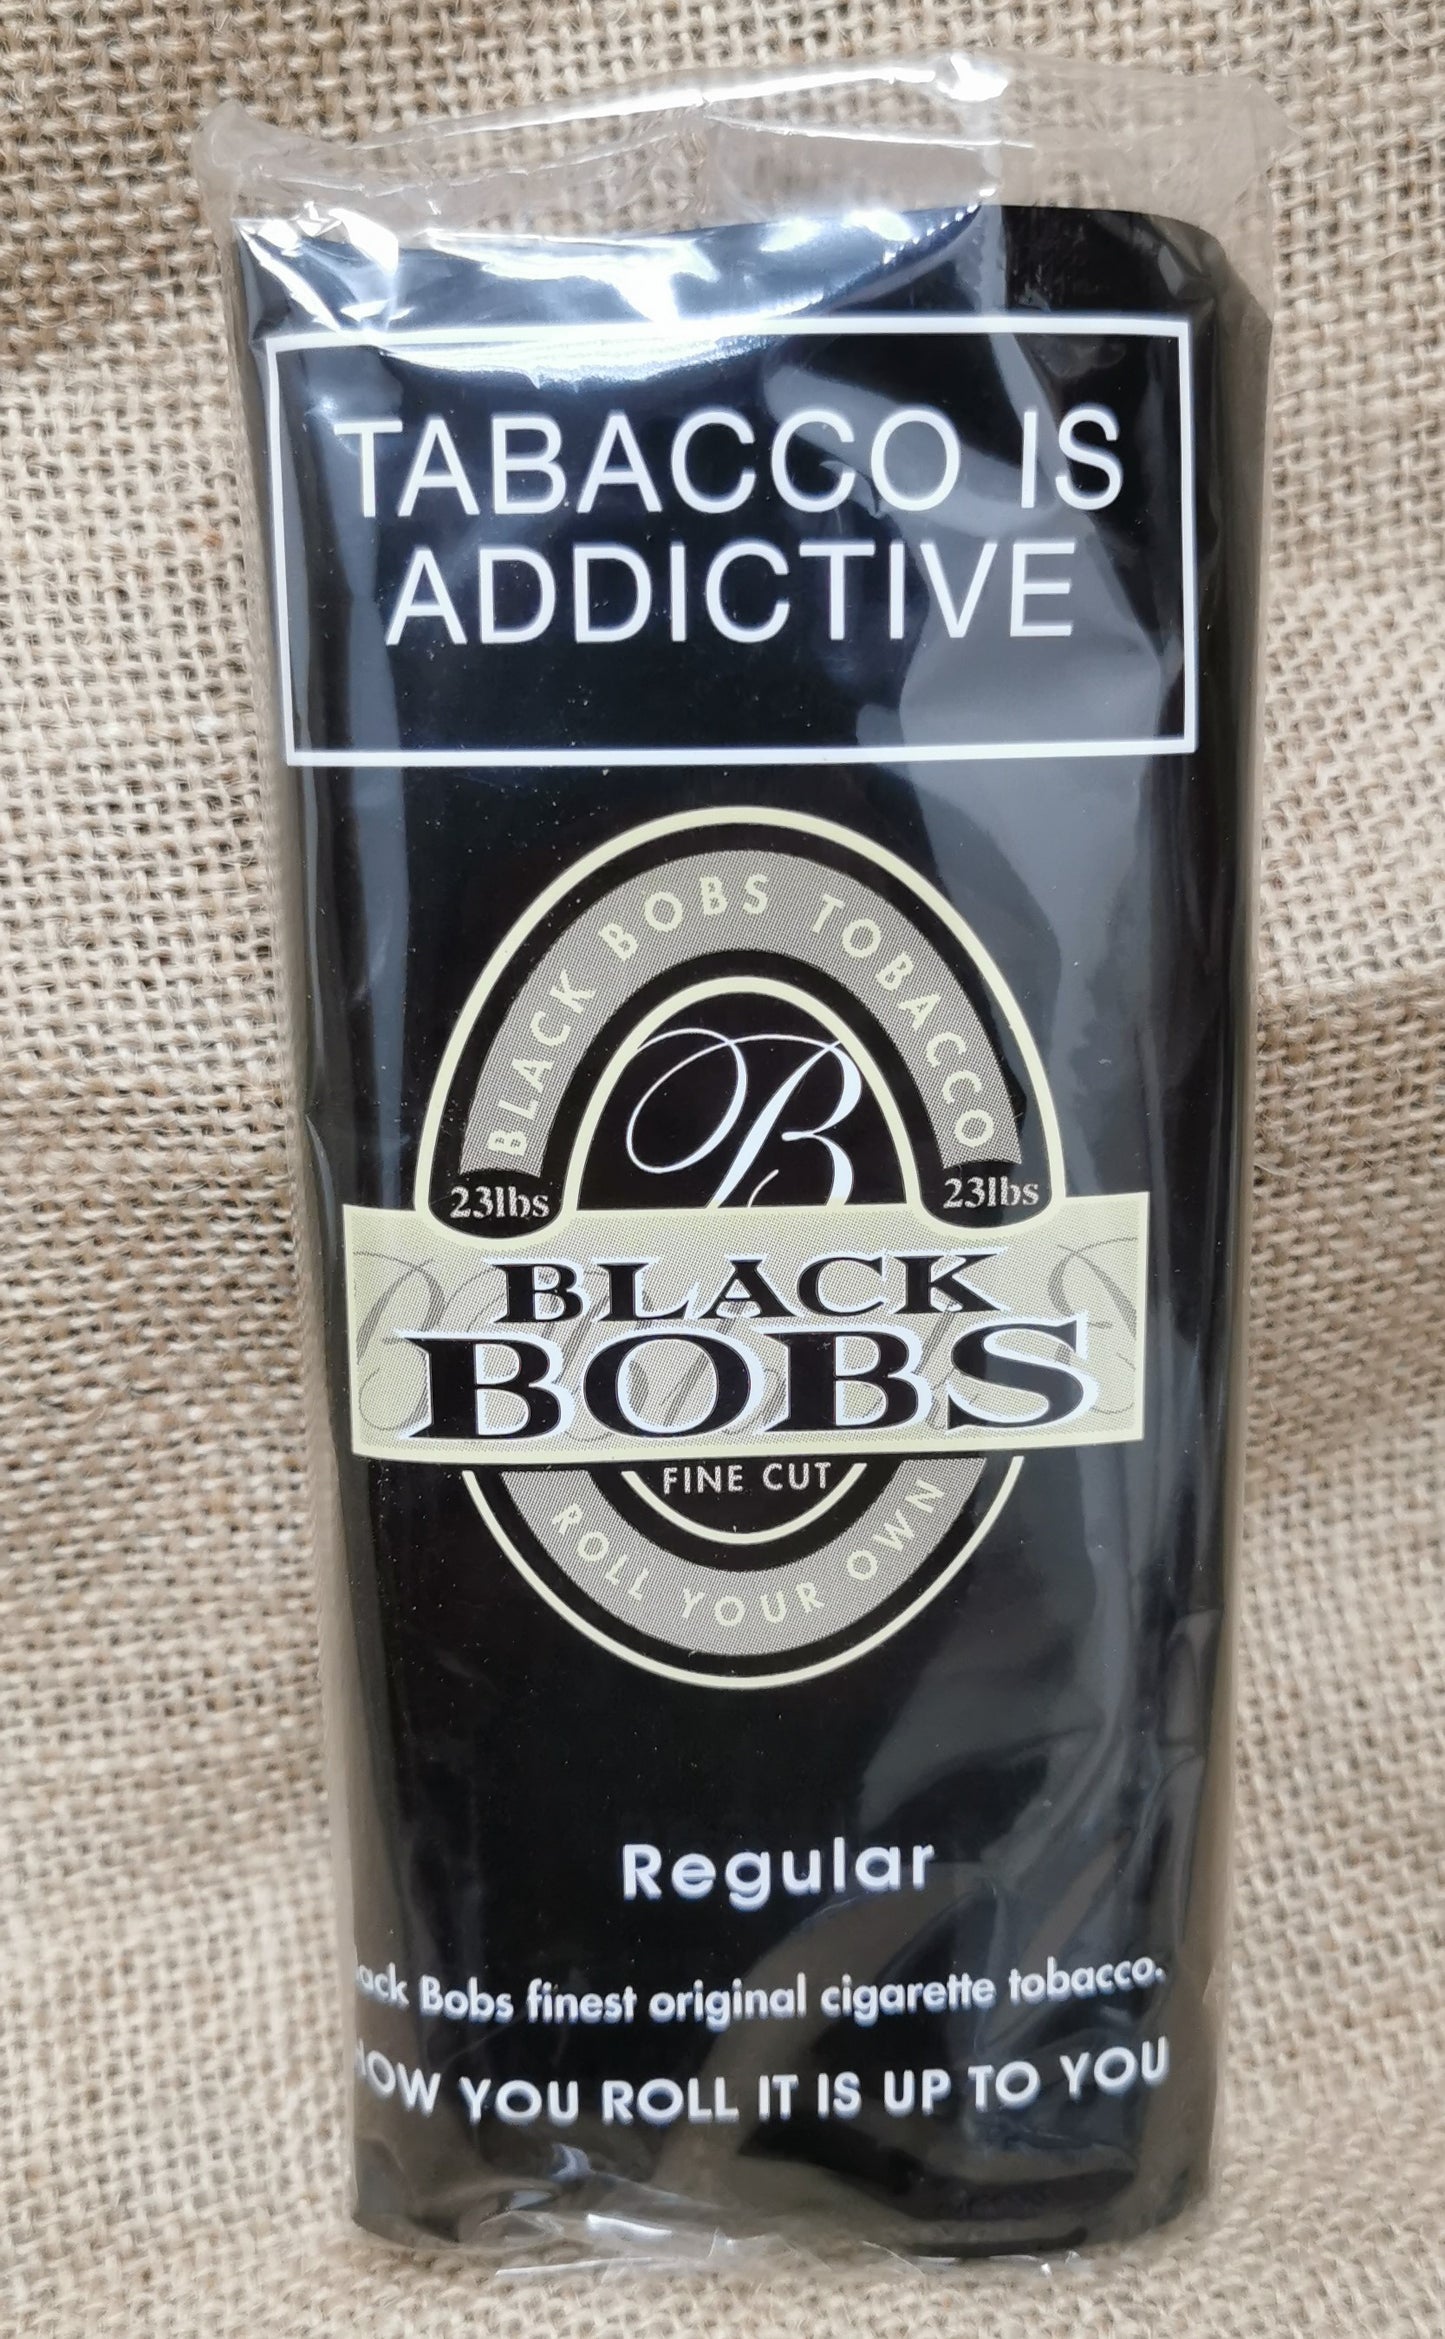 TABACCO IS
ADDICTIVE
BLACK BOBS TOBACCO
B
23lbs 23lbs
BLACK
BOBS
FINE CUT
ROLL YOUR OWN
Regular
ack Bobs finest original cigarette tobacco.
HOW YOU ROLL IT IS UP TO YOU